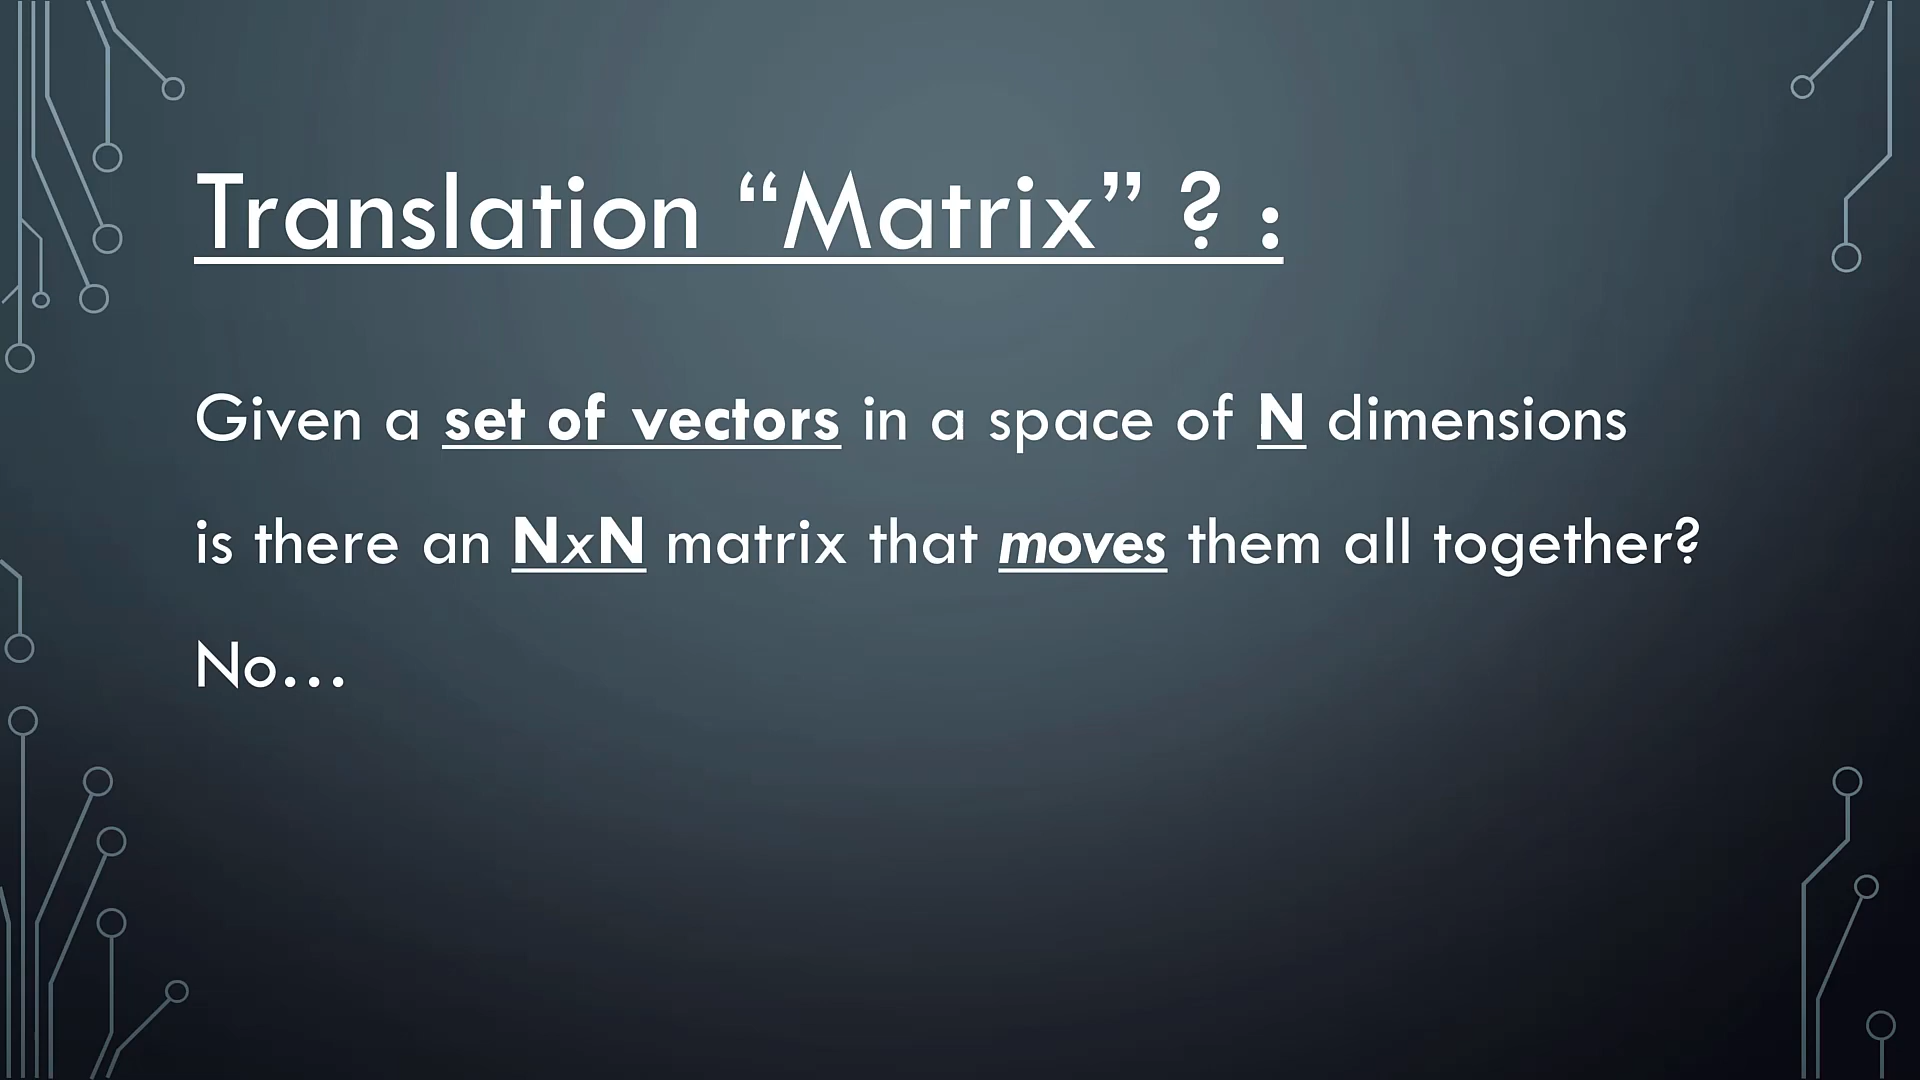 Translation “Matrix” ? :
Given a set of vectors in a space of N dimensions
is there an NxN matrix that moves them all together?
No…